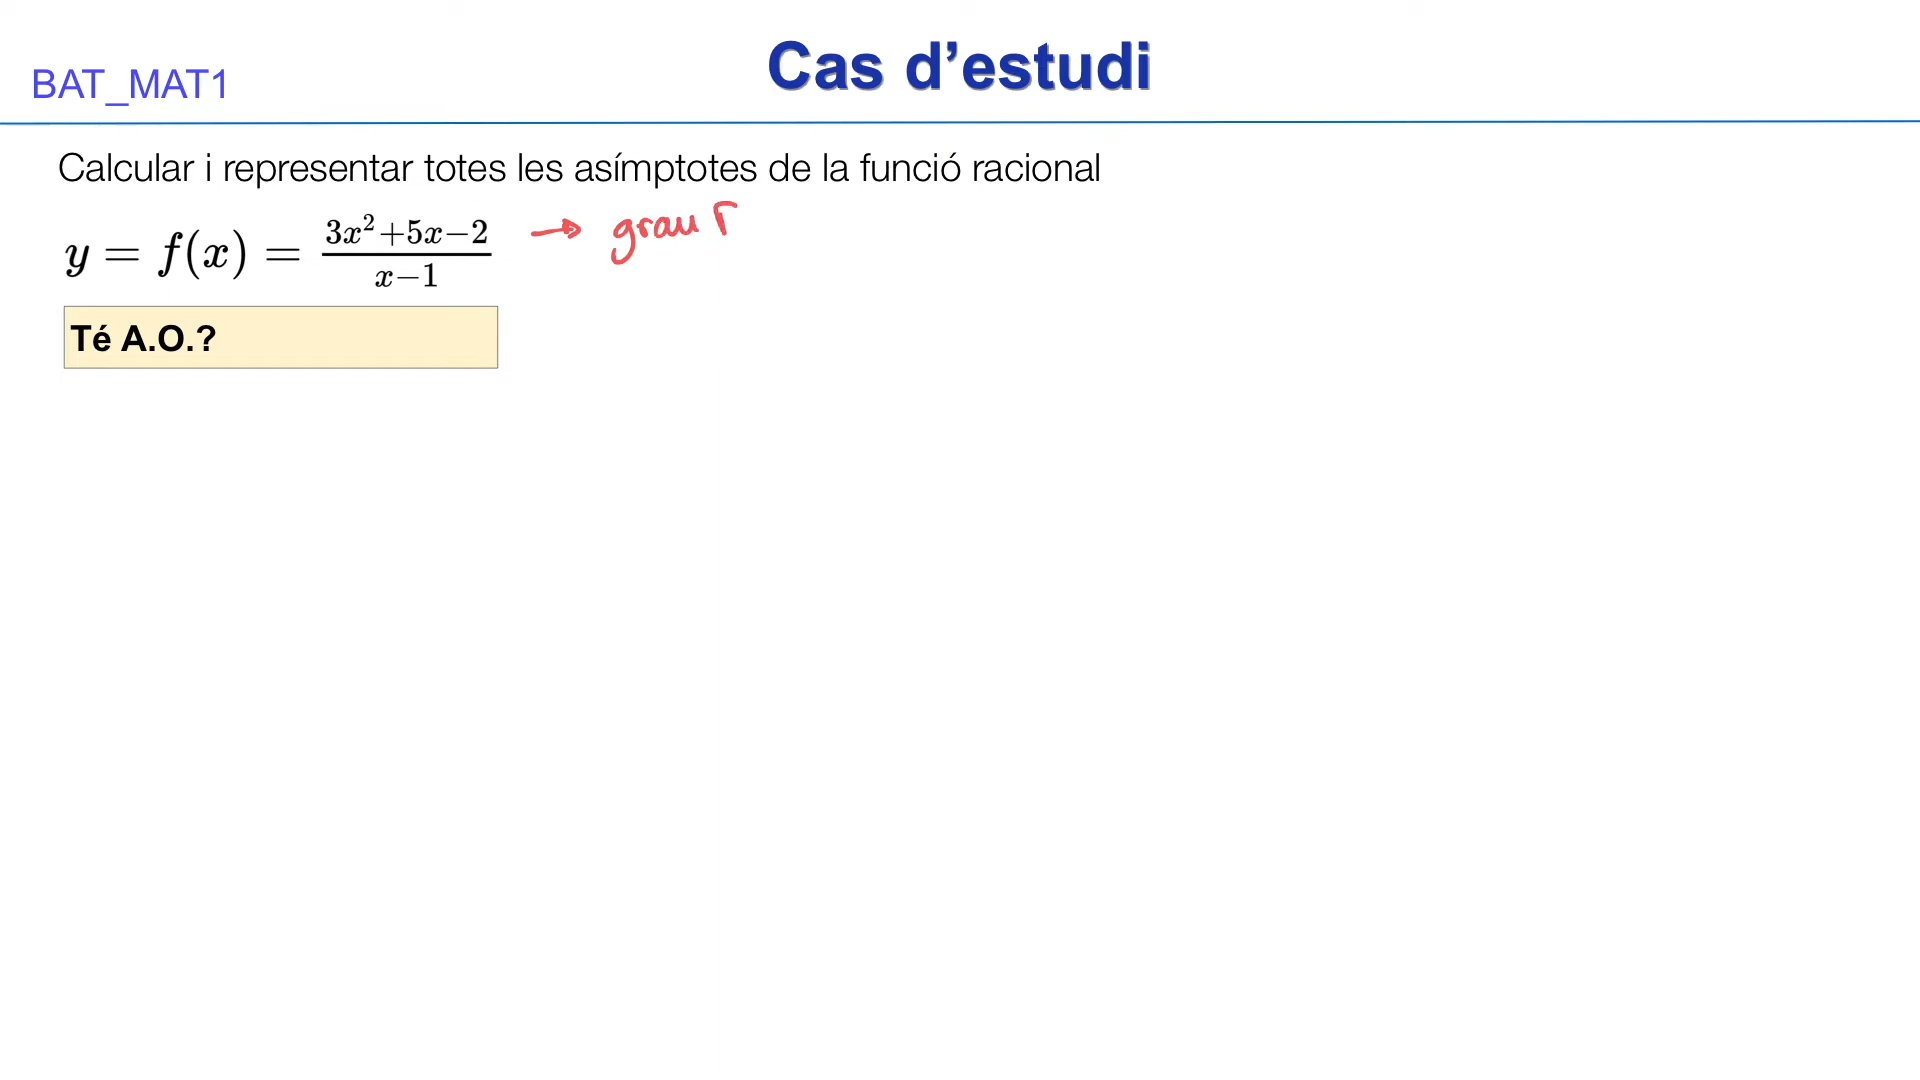 Cas d’estudi
BAT_MAT1
Calcular i representar totes les asímptotes de la funció racional
y = f(x) = \frac{3x^2+5x-2}{x-1} → grau
Té A.O.?